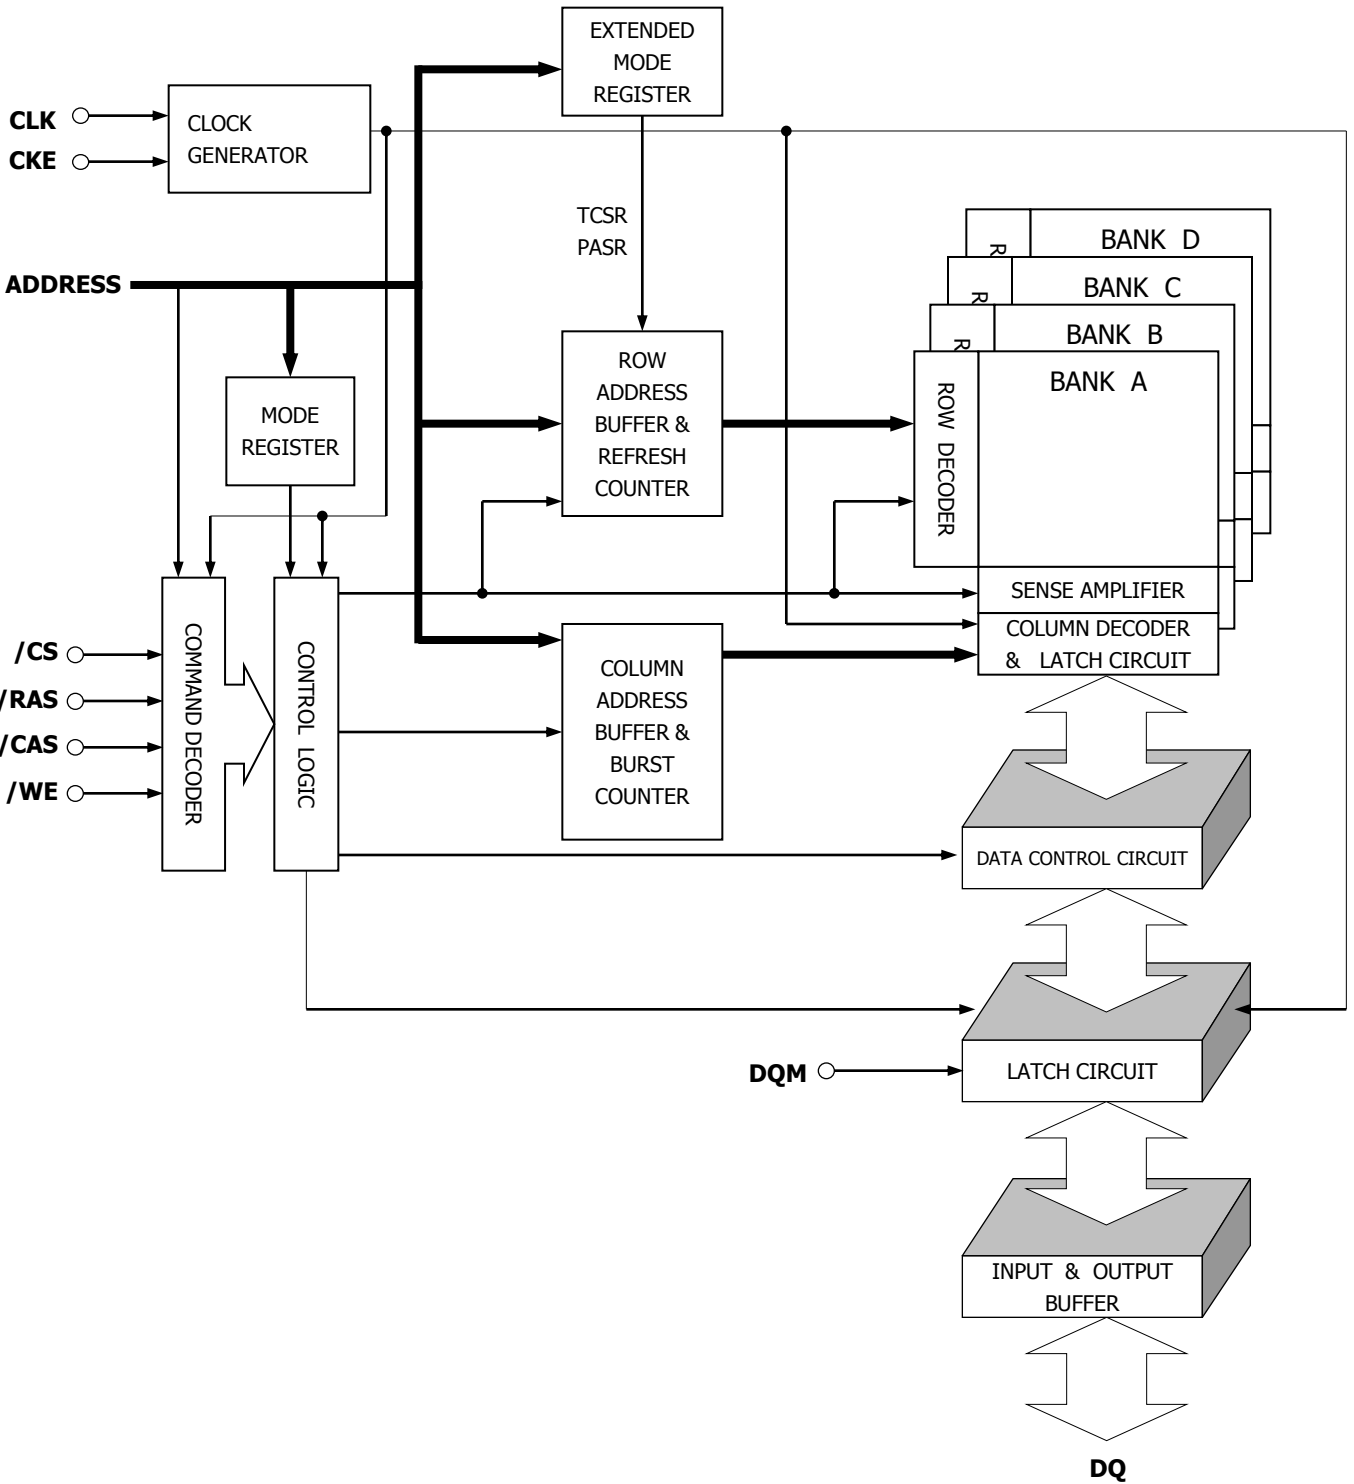 EXTENDED
MODE
REGISTER
CLK
CKE
CLOCK
GENERATOR
TCSR
PASR
ADDRESS
R
BANK D
R
BANK C
R
BANK B
ROW DECODER
BANK A
ROW
ADDRESS
BUFFER &
REFRESH
COUNTER
MODE
REGISTER
SENSE AMPLIFIER
COLUMN DECODER
& LATCH CIRCUIT
/CS
/RAS
/CAS
/WE
COMMAND DECODER
CONTROL LOGIC
COLUMN
ADDRESS
BUFFER &
BURST
COUNTER
DATA CONTROL CIRCUIT
DQM
LATCH CIRCUIT
INPUT & OUTPUT
BUFFER
DQ